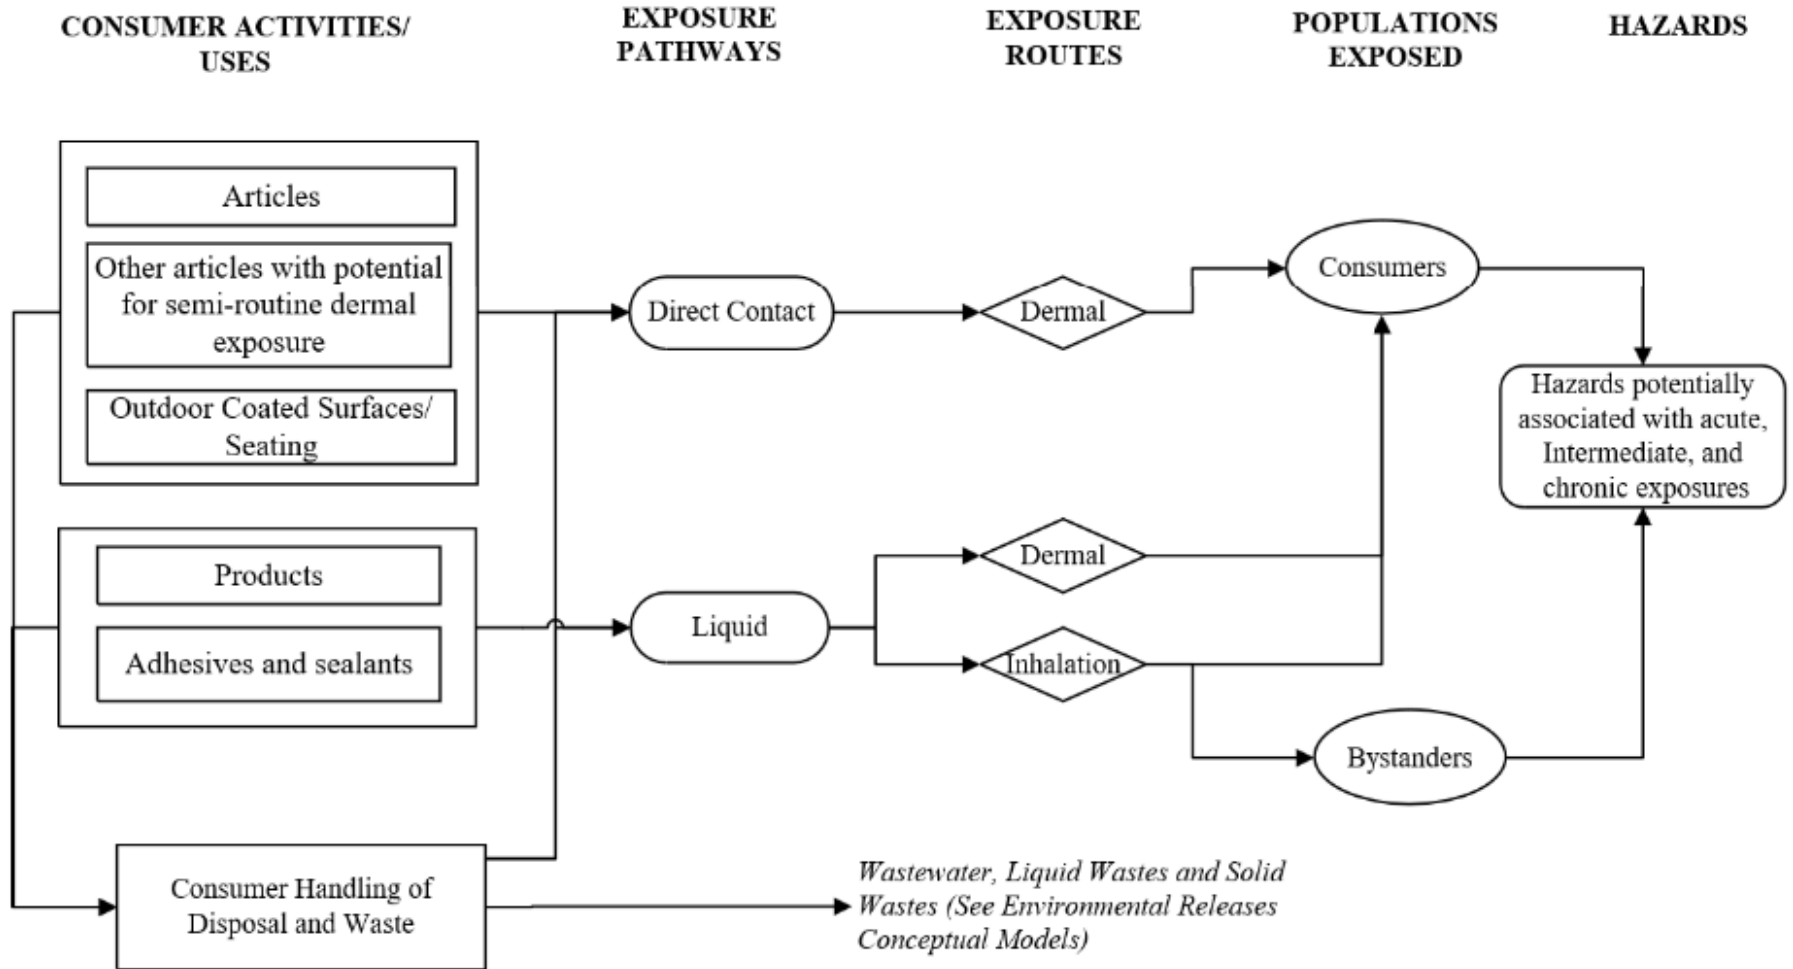 CONSUMER ACTIVITIES/
USES
EXPOSURE
PATHWAYS
EXPOSURE
ROUTES
POPULATIONS
EXPOSED
HAZARDS
Articles
Other articles with potential
for semi-routine dermal
exposure
Outdoor Coated Surfaces/
Seating
Direct Contact
Dermal
Consumers
Hazards potentially
associated with acute,
Intermediate, and
chronic exposures
Products
Adhesives and sealants
Liquid
Dermal
Inhalation
Bystanders
Consumer Handling of
Disposal and Waste
Wastewater, Liquid Wastes and Solid
Wastes (See Environmental Releases
Conceptual Models)